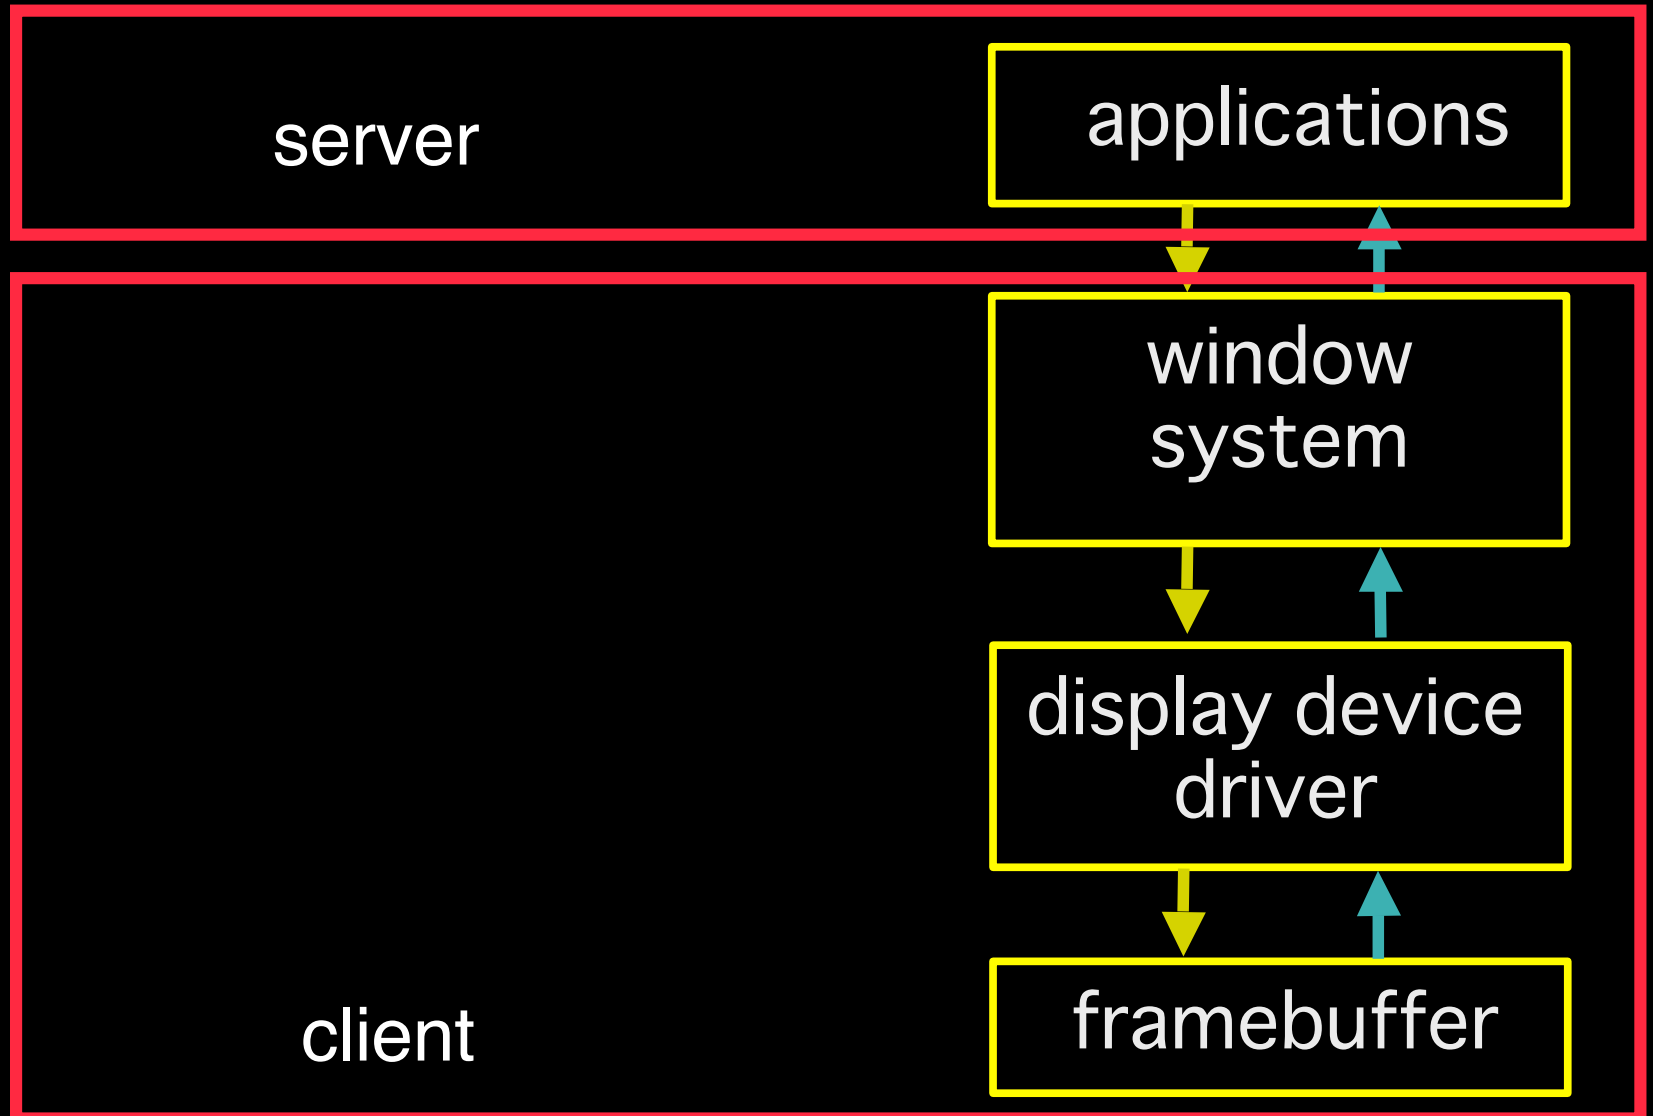 server
applications
window
system
display device
driver
client
framebuffer